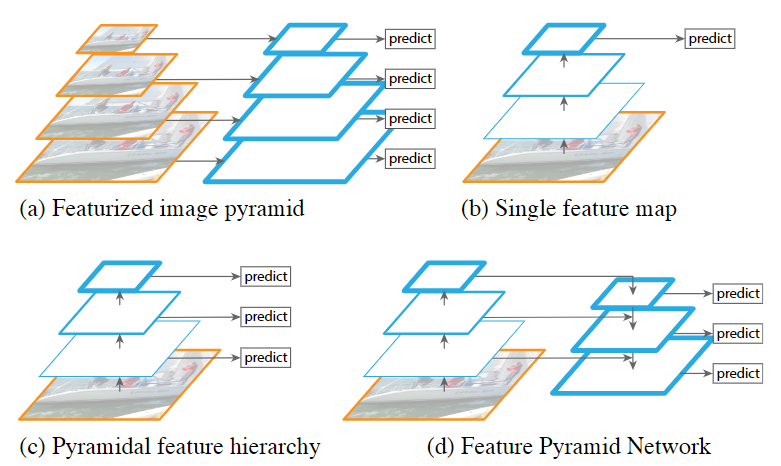 predict
predict
predict
predict
(a) Featurized image pyramid
predict
(b) Single feature map
predict
predict
predict
(c) Pyramidal feature hierarchy
predict
predict
predict
(d) Feature Pyramid Network